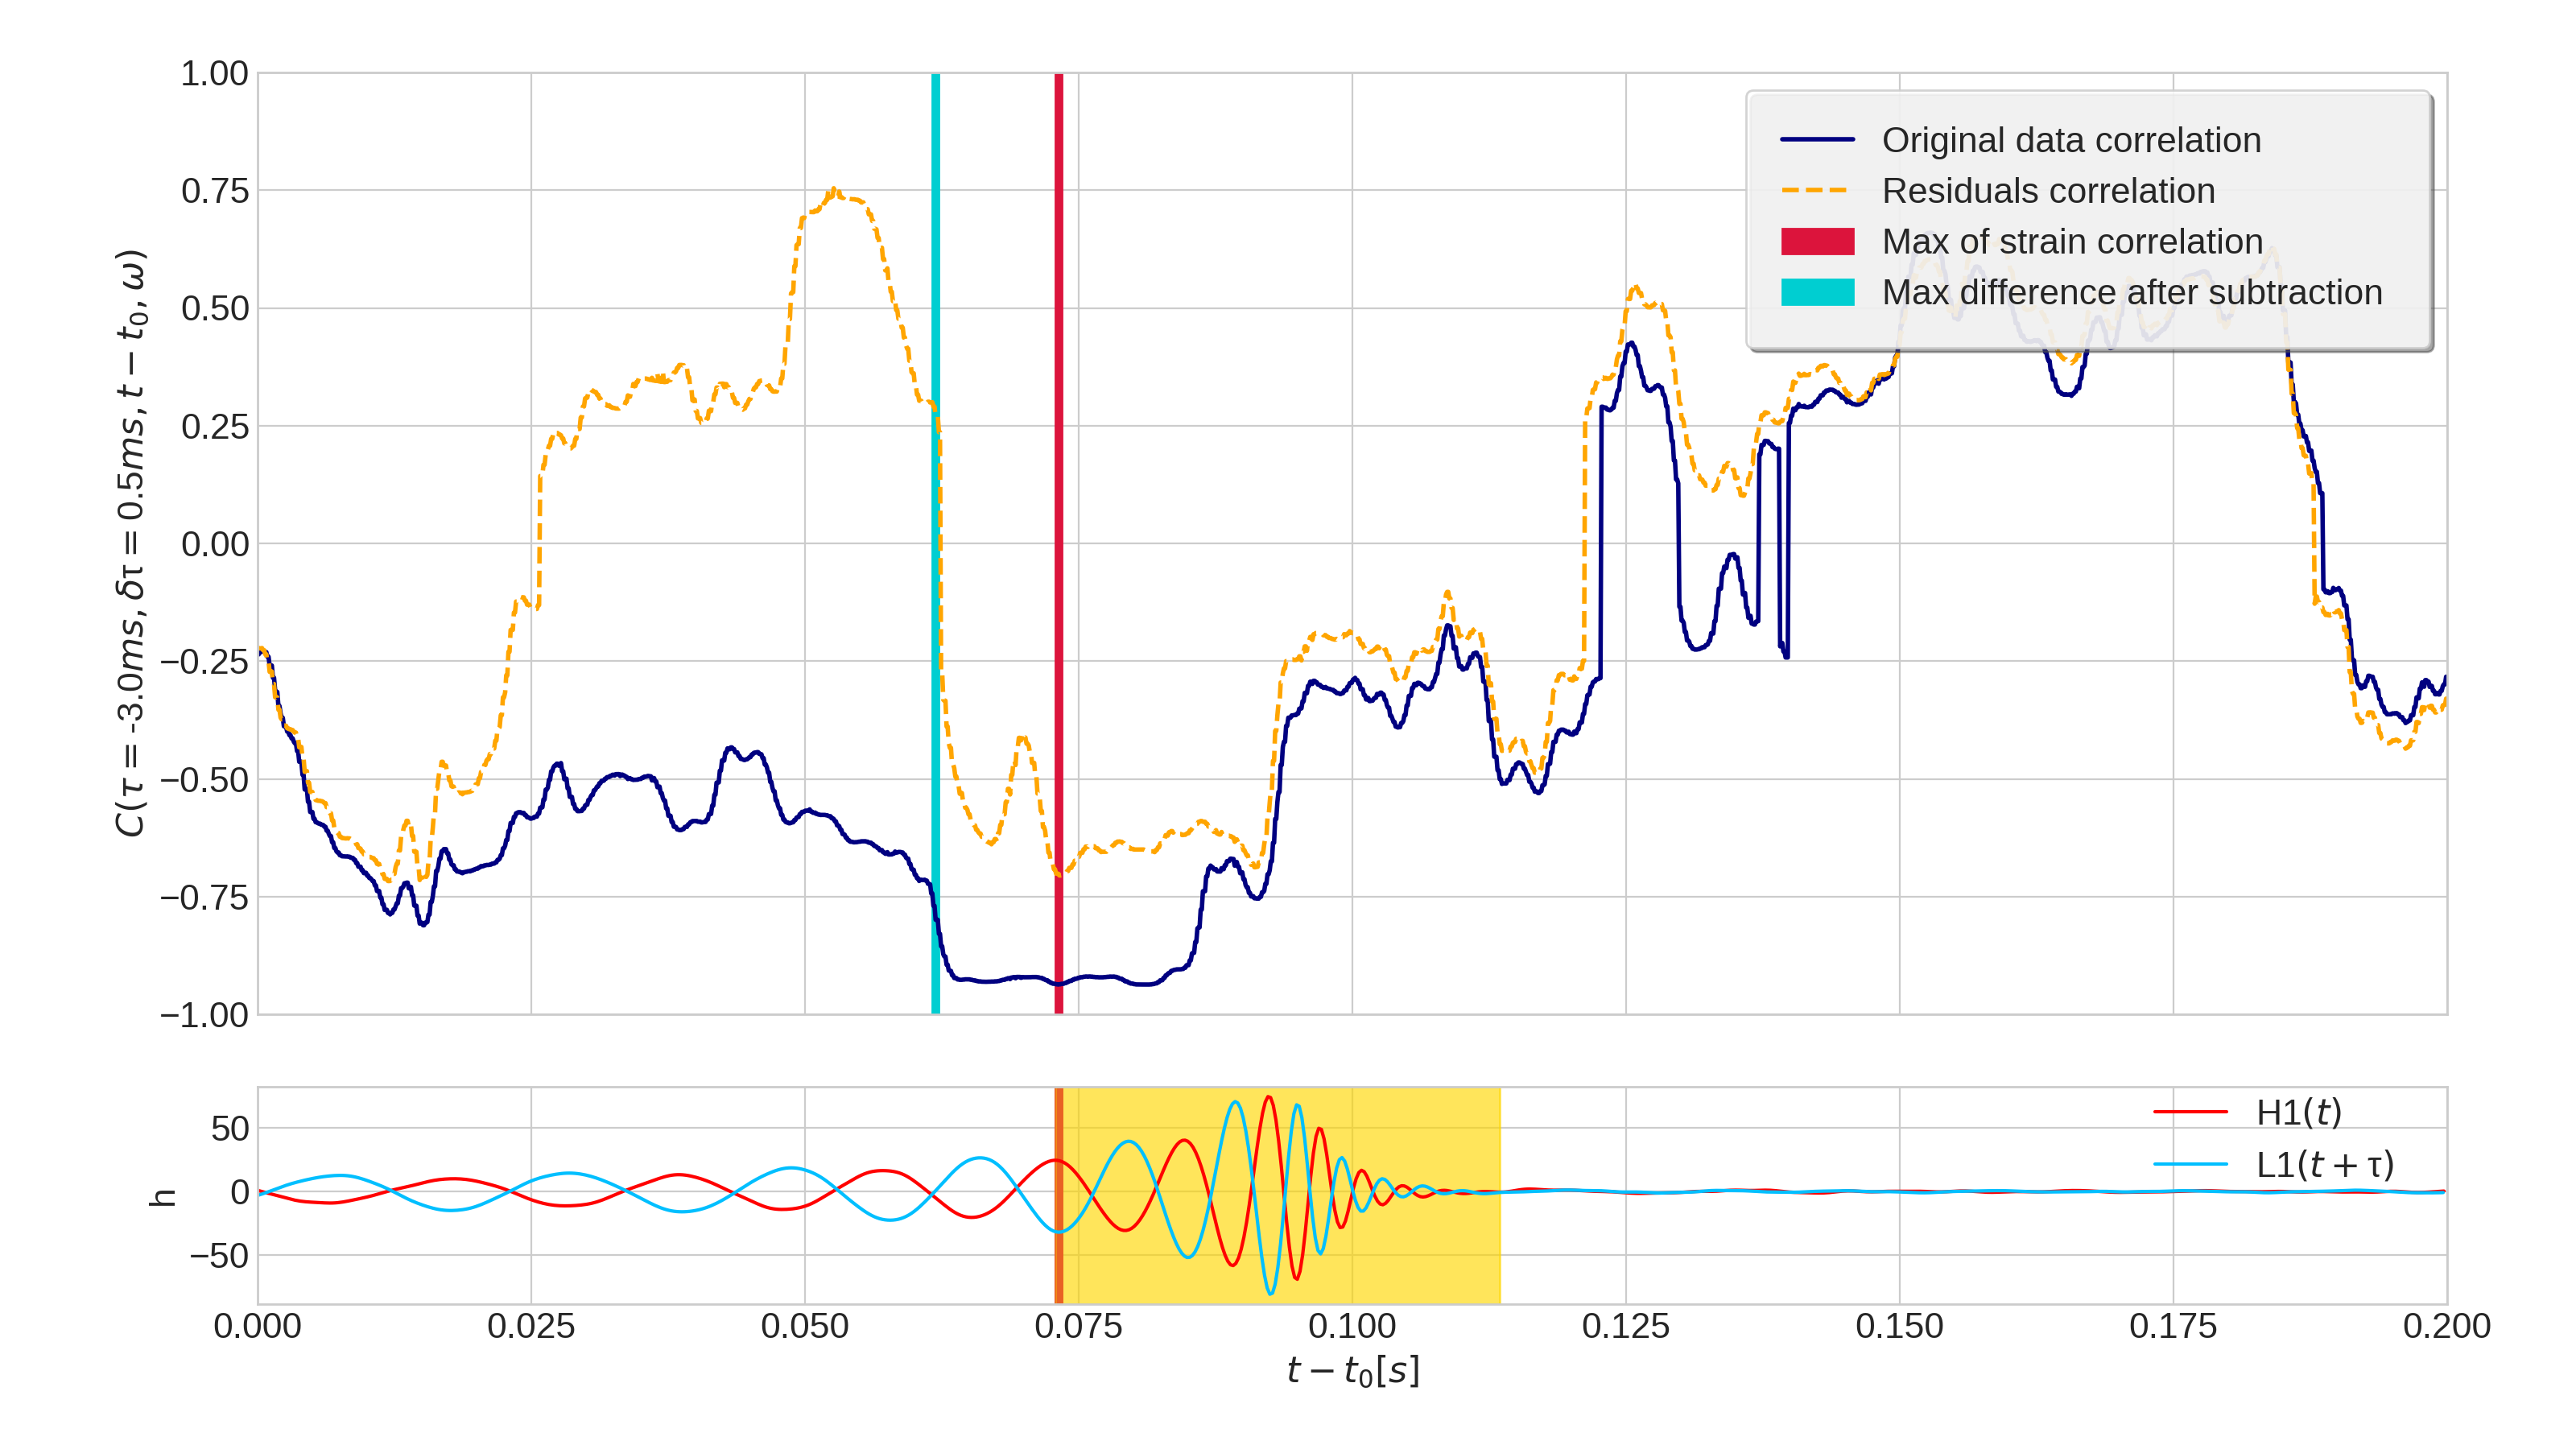 1.00
0.75
0.50
0.25
0.00
−0.25
−0.50
−0.75
−1.00
C(τ = -3.0ms, δτ = 0.5ms, t − t₀, ω)
Original data correlation
Residuals correlation
Max of strain correlation
Max difference after subtraction
50
0
−50
h
H1(t)
L1(t + τ)
0.000 0.025 0.050 0.075 0.100 0.125 0.150 0.175 0.200
t − t₀[s]